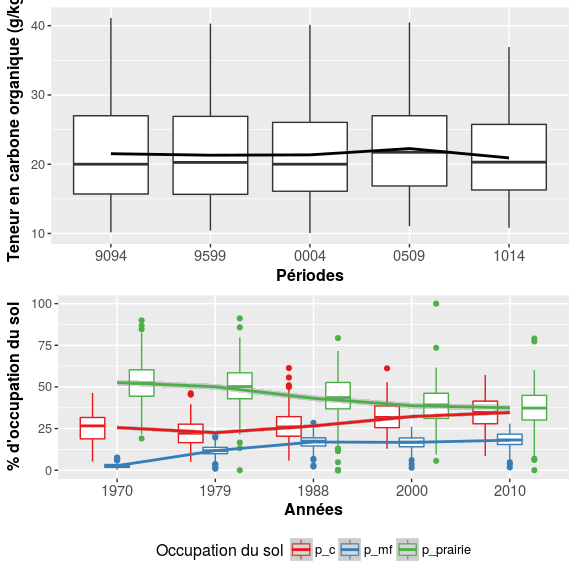 Teneur en carbone organique (g/kg
40
30
20
10
9094 9599 0004 0509 1014
Périodes
% d'occupation du sol
100
75
50
25
0
1970 1979 1988 2000 2010
Années
Occupation du sol p_c p_mf p_prairie